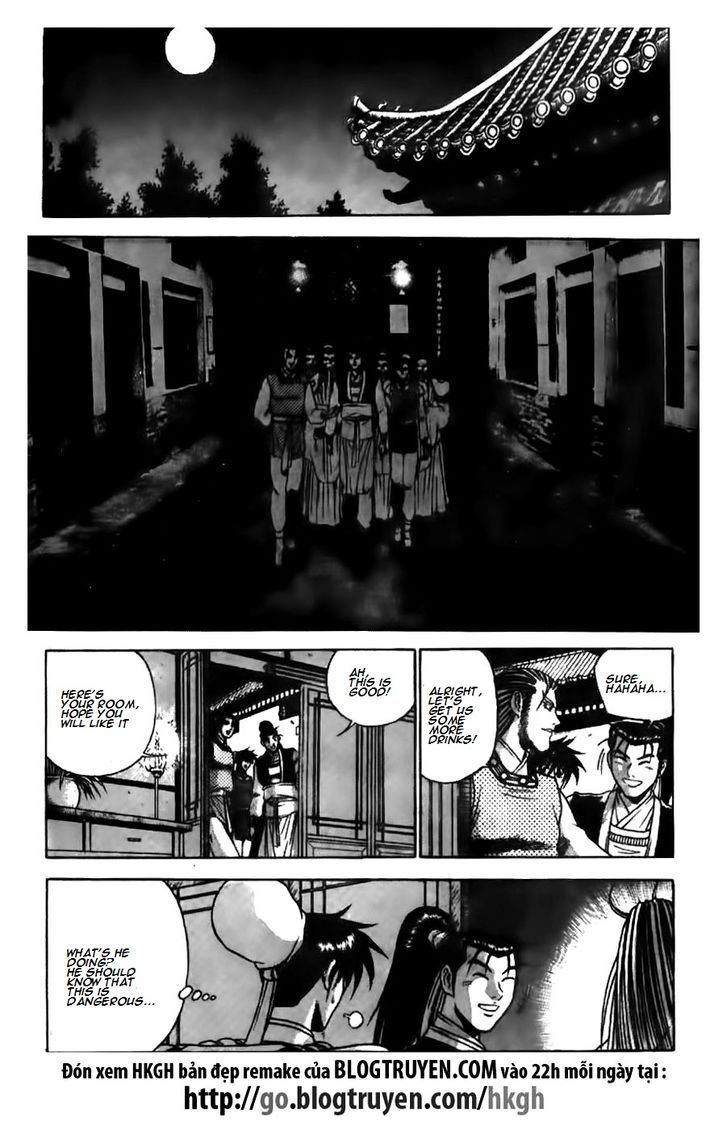 HERE'S
YOUR ROOM,
HOPE YOU
WILL LIKE IT
AH,
THIS IS
GOOD!
ALRIGHT,
LET'S
GET US
SOME
MORE
DRINKS!
SURE,
HAHAHA...
WHAT'S HE
DOING?
HE SHOULD
KNOW THAT
THIS IS
DANGEROUS...
Đón xem HKGH bản đẹp remake của BLOGTRUYEN.COM vào 22h mỗi ngày tại :
http://go.blogtruyen.com/hkgh